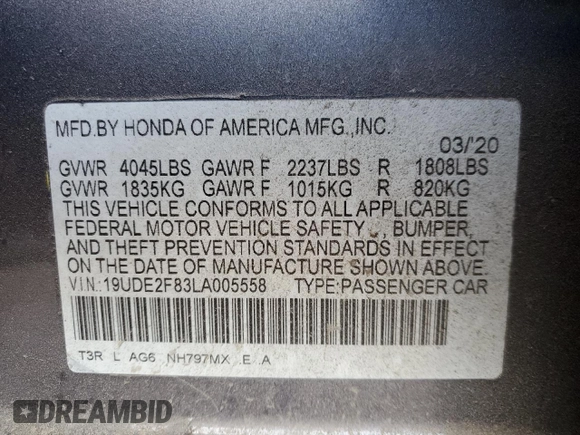 MFD.BY HONDA OF AMERICA MFG.,INC.
03/'20
GVWR 4045LBS GAWR F 2237LBS R 1808LBS
GVWR 1835KG GAWR F 1015KG R 820KG
THIS VEHICLE CONFORMS TO ALL APPLICABLE
FEDERAL MOTOR VEHICLE SAFETY , BUMPER,
AND THEFT PREVENTION STANDARDS IN EFFECT
ON THE DATE OF MANUFACTURE SHOWN ABOVE.
VIN:19UDE2F83LA005558 TYPE:PASSENGER CAR
T3R L AG6 NH797MX .E .A
DREAMBID